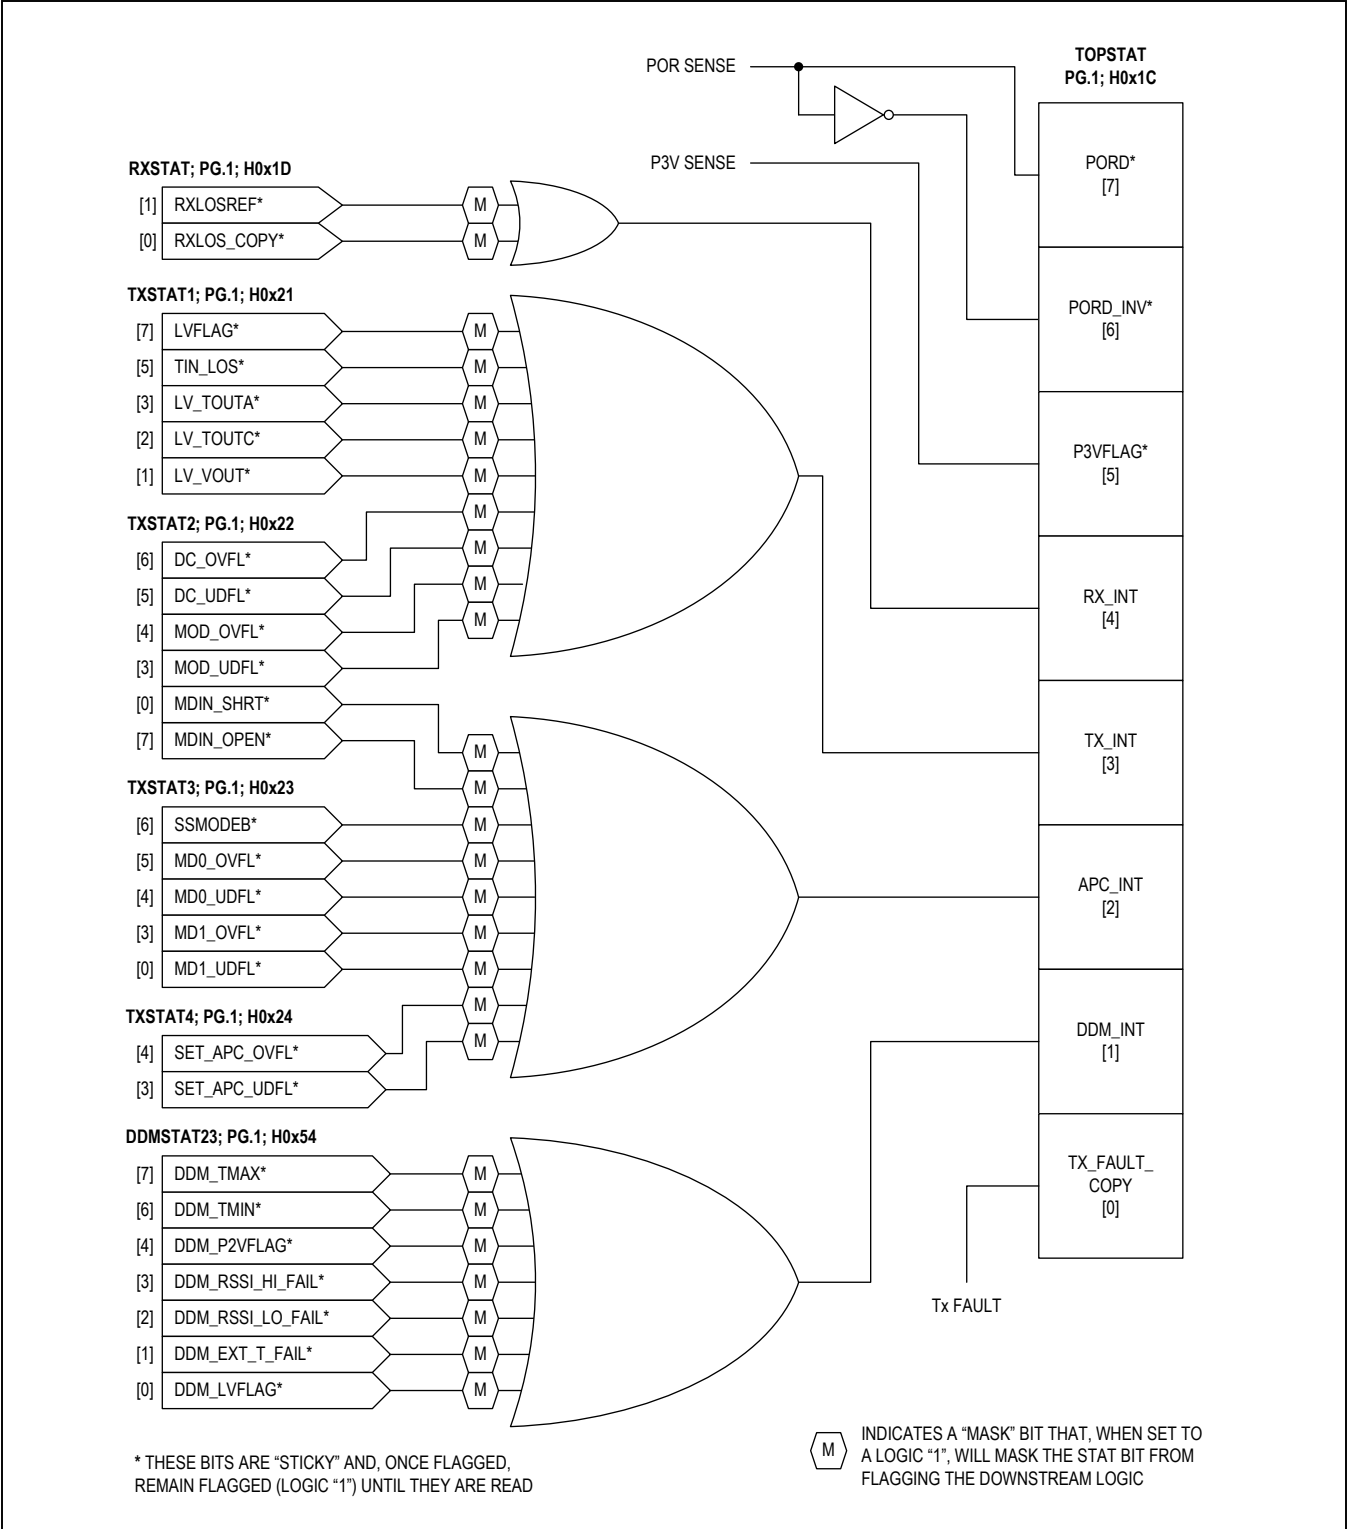 POR SENSE
TOPSTAT
PG.1; H0x1C
P3V SENSE
PORD*
[7]
RXSTAT; PG.1; H0x1D
[1] RXLOSREF* M
[0] RXLOS_COPY* M
PORD_INV*
[6]
TXSTAT1; PG.1; H0x21
[7] LVFLAG* M
[5] TIN_LOS* M
[3] LV_TOUTA* M
[2] LV_TOUTC* M
[1] LV_VOUT* M
P3VFLAG*
[5]
TXSTAT2; PG.1; H0x22
M
[6] DC_OVFL* M
[5] DC_UDFL* M
[4] MOD_OVFL* M
[3] MOD_UDFL*
[0] MDIN_SHRT*
[7] MDIN_OPEN* M
M
RX_INT
[4]
TX_INT
[3]
TXSTAT3; PG.1; H0x23
[6] SSMODEB* M
[5] MD0_OVFL* M
[4] MD0_UDFL* M
[3] MD1_OVFL* M
[0] MD1_UDFL* M
APC_INT
[2]
TXSTAT4; PG.1; H0x24
M
[4] SET_APC_OVFL* M
[3] SET_APC_UDFL*
DDM_INT
[1]
DDMSTAT23; PG.1; H0x54
[7] DDM_TMAX* M
[6] DDM_TMIN* M
[4] DDM_P2VFLAG* M
[3] DDM_RSSI_HI_FAIL* M
[2] DDM_RSSI_LO_FAIL* M
[1] DDM_EXT_T_FAIL* M
[0] DDM_LVFLAG* M
TX_FAULT_
COPY
[0]
Tx FAULT
* THESE BITS ARE “STICKY” AND, ONCE FLAGGED,
REMAIN FLAGGED (LOGIC “1”) UNTIL THEY ARE READ
M
INDICATES A “MASK” BIT THAT, WHEN SET TO
A LOGIC “1”, WILL MASK THE STAT BIT FROM
FLAGGING THE DOWNSTREAM LOGIC